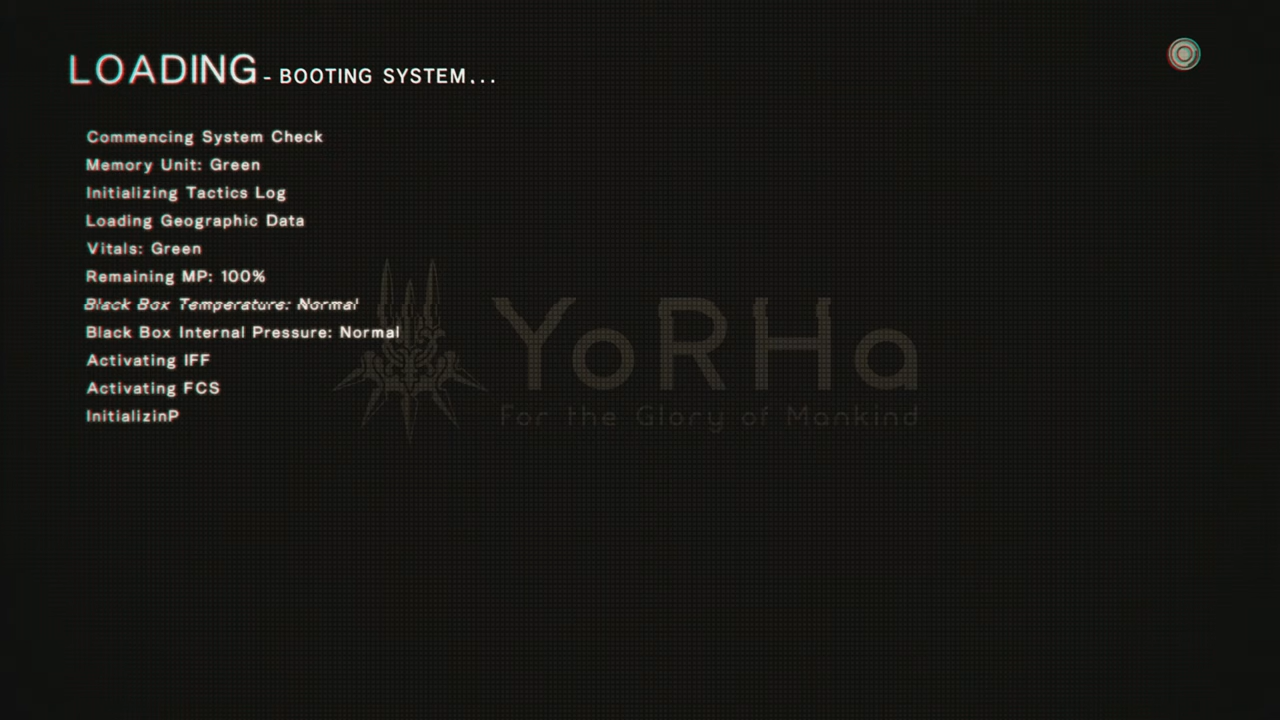 LOADING - BOOTING SYSTEM...
Commencing System Check
Memory Unit: Green
Initializing Tactics Log
Loading Geographic Data
Vitals: Green
Remaining MP: 100%
Black Box Temperature: Normal
Black Box Internal Pressure: Normal
Activating IFF
Activating FCS
InitializinP
YoRHa
For the Glory of Mankind